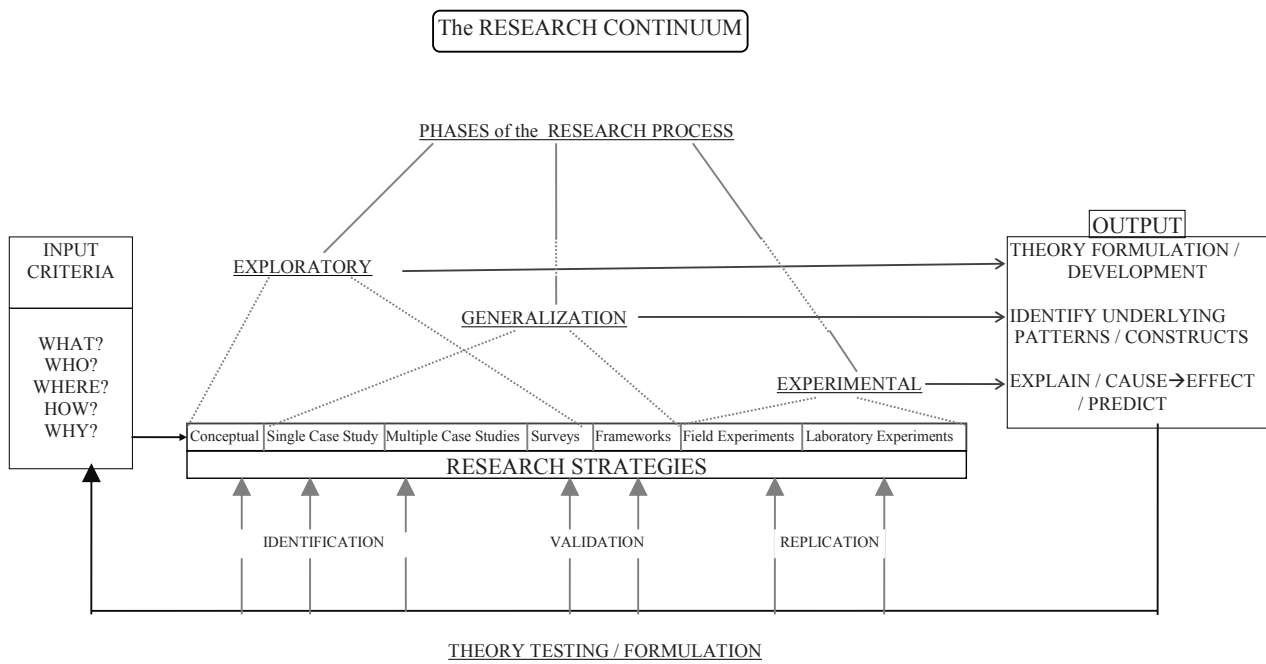 The RESEARCH CONTINUUM
PHASES of the RESEARCH PROCESS
INPUT
CRITERIA
WHAT?
WHO?
WHERE?
HOW?
WHY?
EXPLORATORY
GENERALIZATION
EXPERIMENTAL
OUTPUT
THEORY FORMULATION /
DEVELOPMENT
IDENTIFY UNDERLYING
PATTERNS / CONSTRUCTS
EXPLAIN / CAUSE→EFFECT
/ PREDICT
Conceptual Single Case Study Multiple Case Studies Surveys Frameworks Field Experiments Laboratory Experiments
RESEARCH STRATEGIES
IDENTIFICATION VALIDATION REPLICATION
THEORY TESTING / FORMULATION